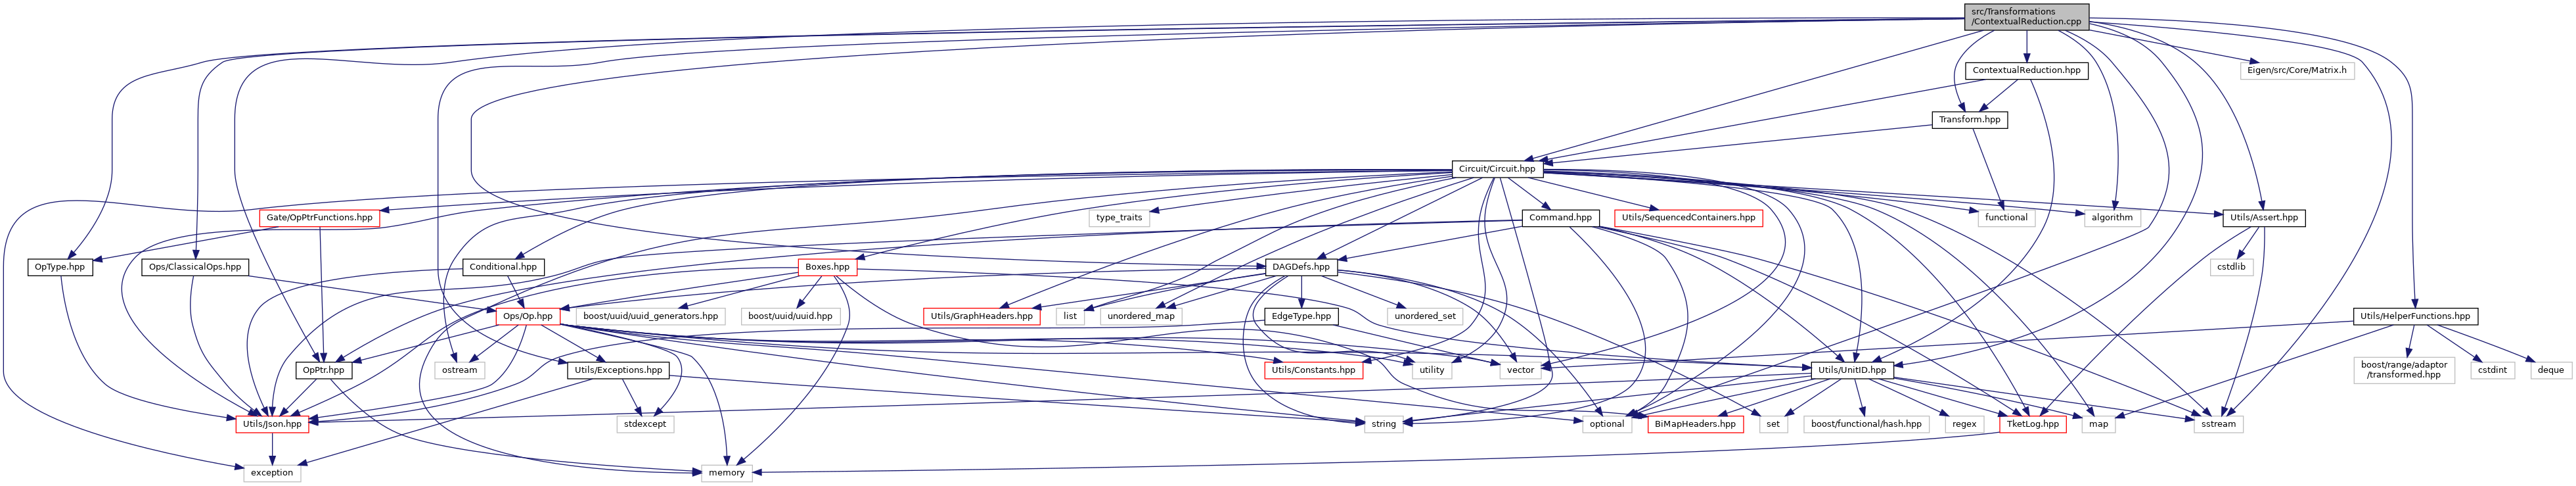 src/Transformations
/ContextualReduction.cpp
ContextualReduction.hpp
Eigen/src/Core/Matrix.h
Transform.hpp
Circuit/Circuit.hpp
Gate/OpPtrFunctions.hpp
type_traits
Command.hpp
Utils/SequencedContainers.hpp
functional
algorithm
Utils/Assert.hpp
OpType.hpp
Ops/ClassicalOps.hpp
Conditional.hpp
Boxes.hpp
DAGDefs.hpp
cstdlib
Ops/Op.hpp
boost/uuid/uuid_generators.hpp
boost/uuid/uuid.hpp
Utils/GraphHeaders.hpp
list
unordered_map
EdgeType.hpp
unordered_set
Utils/HelperFunctions.hpp
OpPtr.hpp
ostream
Utils/Exceptions.hpp
Utils/Constants.hpp
utility
vector
Utils/UnitID.hpp
boost/range/adaptor
/transformed.hpp
cstdint
deque
Utils/Json.hpp
stdexcept
string
optional
BiMapHeaders.hpp
set
boost/functional/hash.hpp
regex
TketLog.hpp
map
sstream
exception
memory